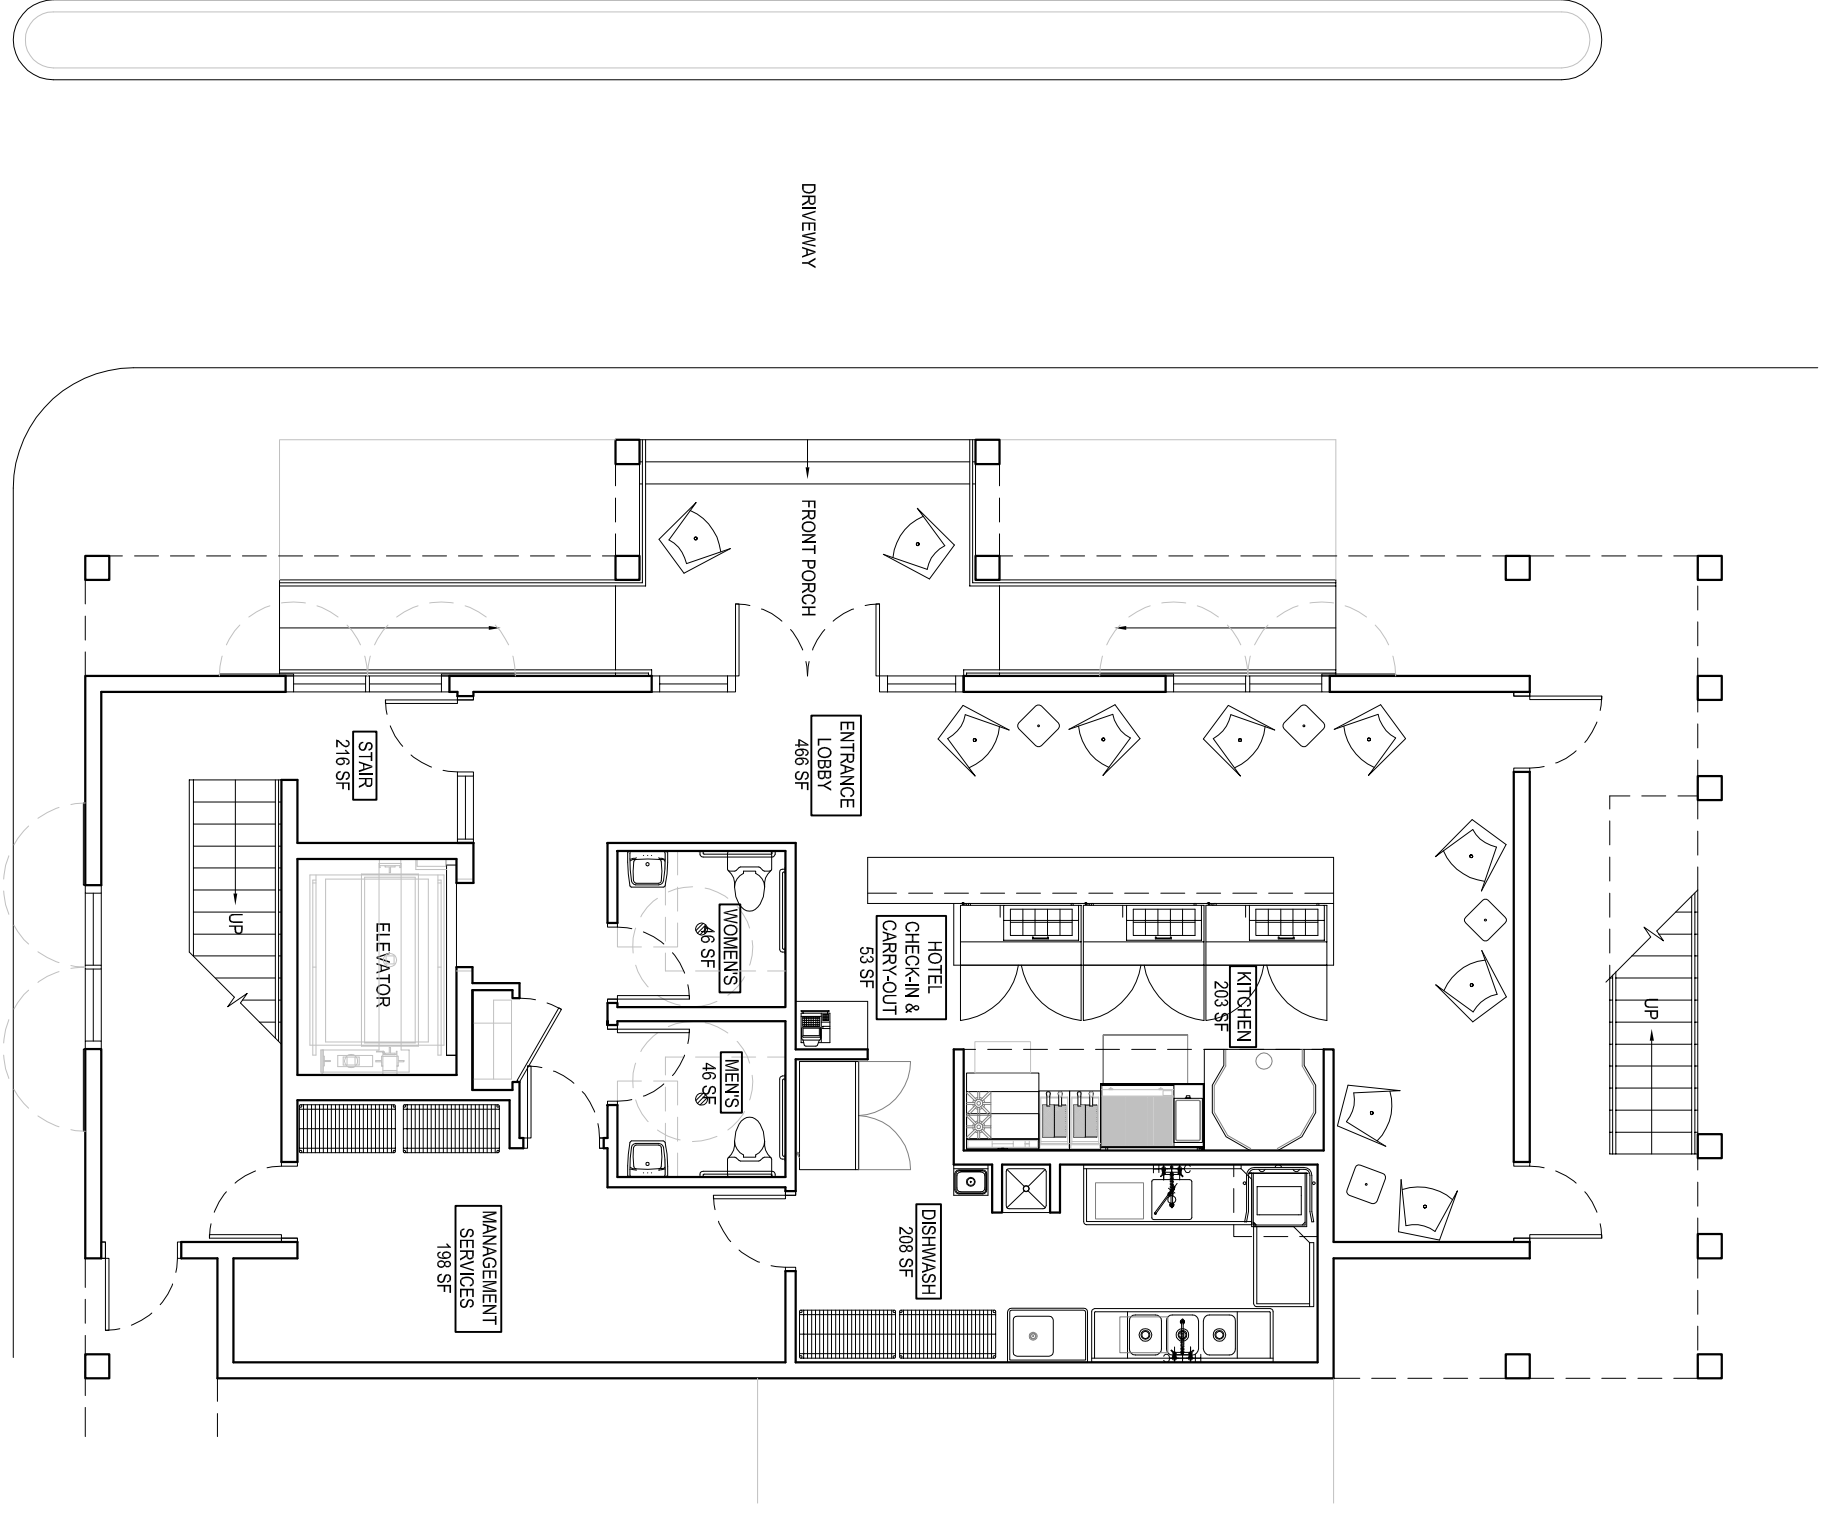 DRIVEWAY
FRONT PORCH
ENTRANCE
LOBBY
466 SF
STAIR
216 SF
UP
ELEVATOR
WOMEN'S
46 SF
MEN'S
46 SF
HOTEL
CHECK-IN &
CARRY-OUT
53 SF
KITCHEN
203 SF
UP
H
C
DISHWASH
208 SF
MANAGEMENT
SERVICES
198 SF
C
H